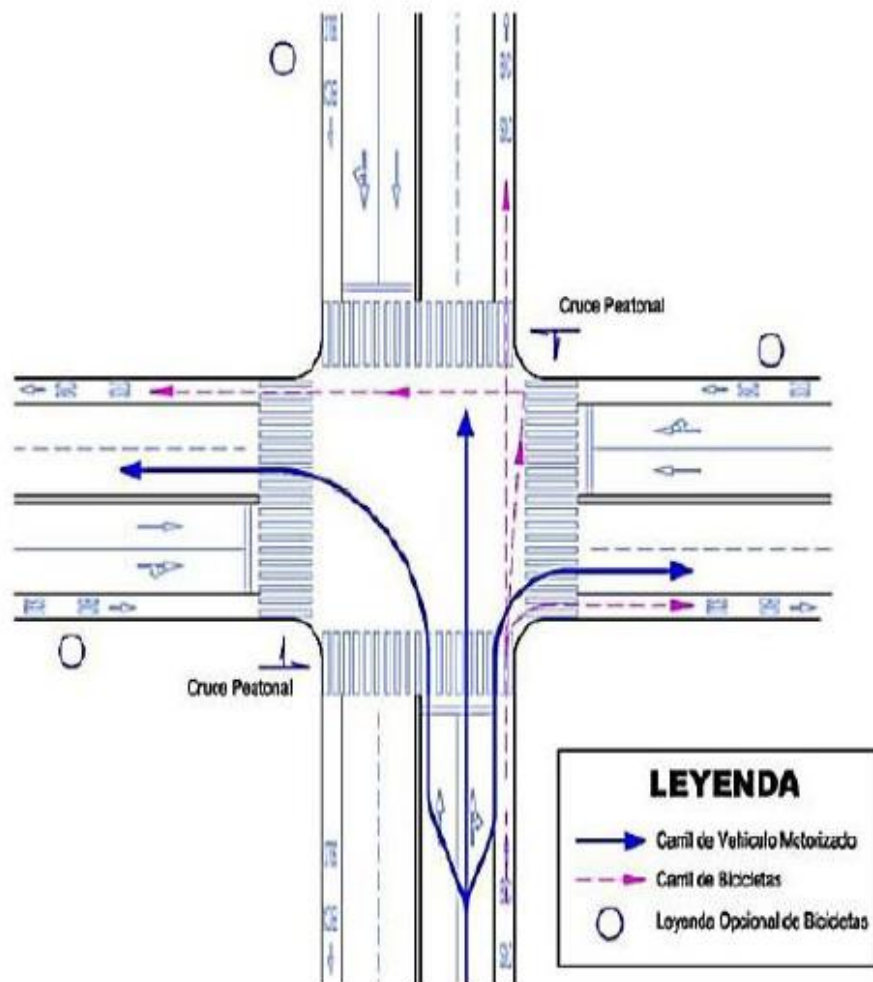 Cruce Peatonal
Cruce Peatonal
LEYENDA
Carril de Vehículo Motorizado
Carril de Bicicletas
Leyenda Opcional de Bicicletas